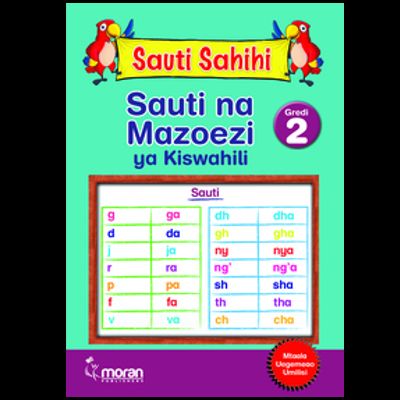 Sauti Sahihi
Sauti na
Mazoezi
ya Kiswahili
Gredi
2
Sauti
g ga dh dha
d da gh gha
j ja ny nya
r ra ng' ng'a
p pa sh sha
f fa th tha
v va ch cha
Mtaala
Uegemeao
Umilisi
moran
PUBLISHERS